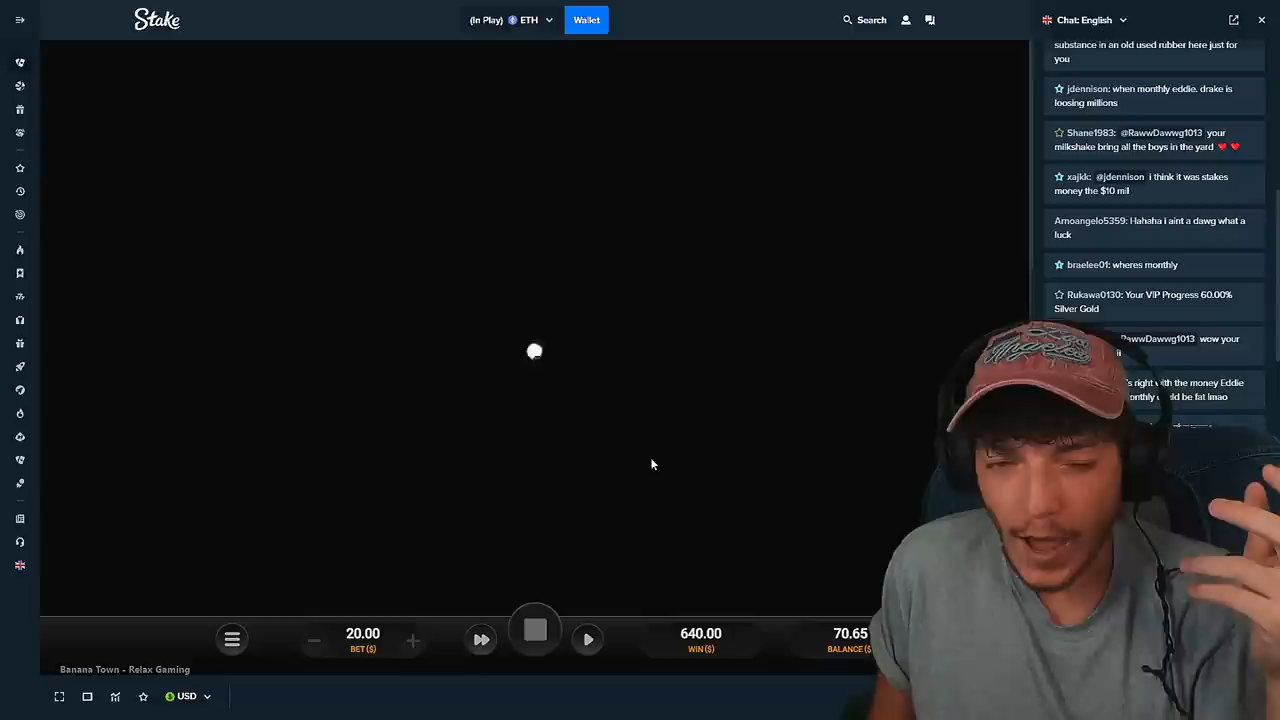 Stake
(In Play) ETH
Wallet
Search
Chat: English
substance in an old used rubber here just for
you
jdennison: when monthly eddie. drake is
loosing millions
Shane1983: @RawwDawwg1013 your
milkshake bring all the boys in the yard ❤️ ❤️
xajkk: @jdennison i think it was stakes
money the $10 mil
Arnoangelo5359: Hahaha i aint a dawg what a
luck
braelee01: wheres monthly
Rukawa0130: Your VIP Progress 60.00%
Silver Gold
RawwDawwg1013 wow your
right with the money Eddie
be fat lmao
Los
Angeles
20.00
BET($)
640.00
WIN($)
70.65
BALANCE($
Banana Town - Relax Gaming
USD